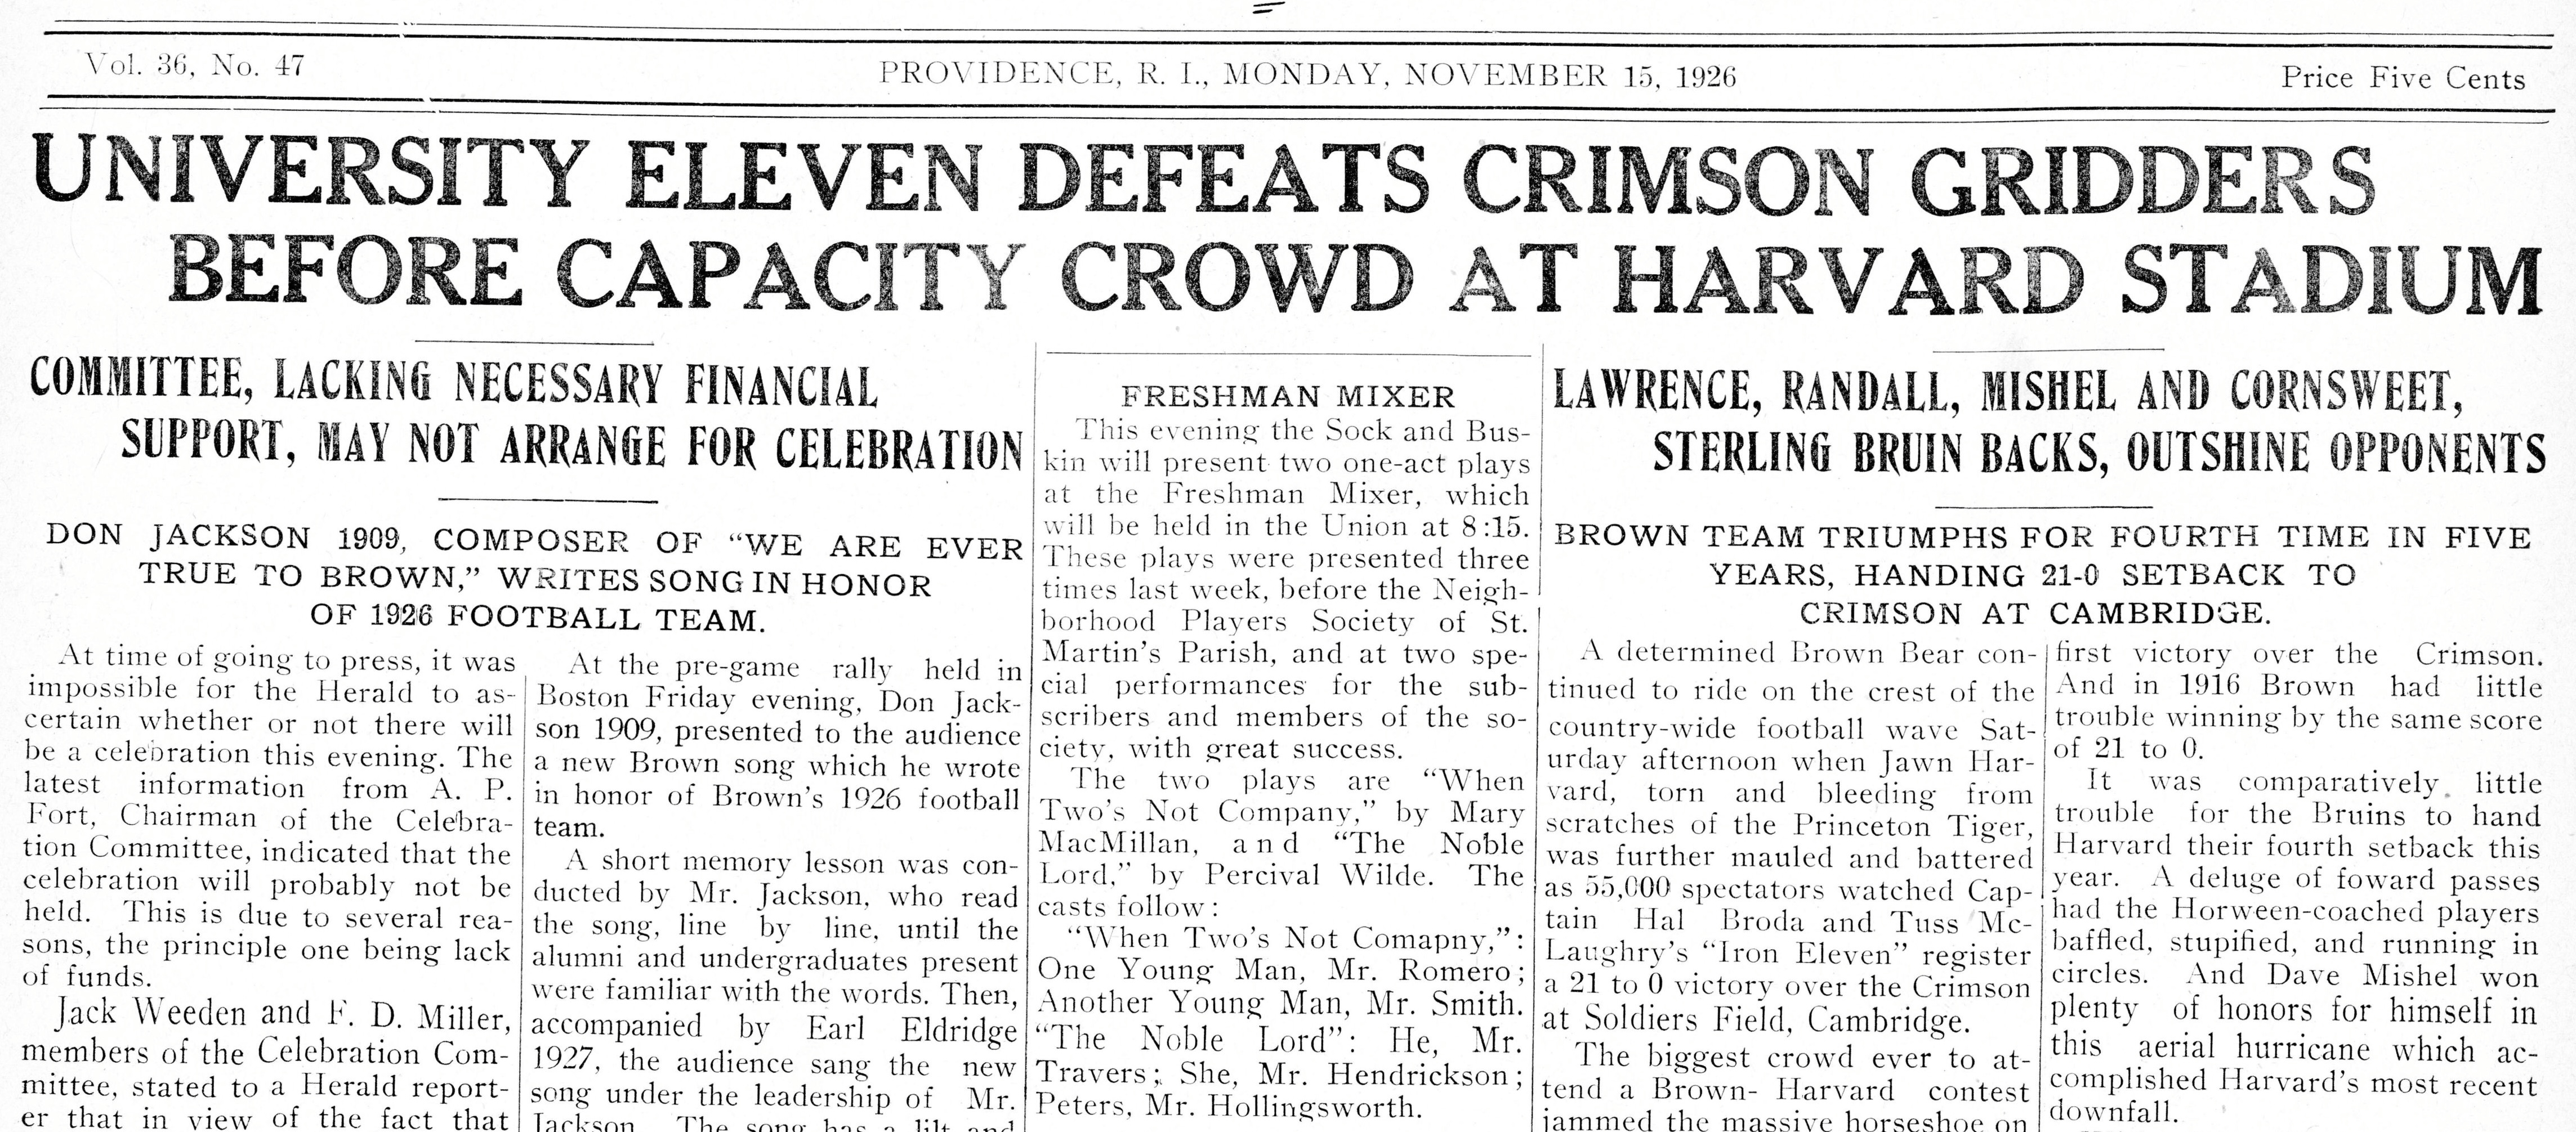 Vol. 36, No. 47
PROVIDENCE, R. I., MONDAY, NOVEMBER 15, 1926
Price Five Cents
UNIVERSITY ELEVEN DEFEATS CRIMSON GRIDDERS
BEFORE CAPACITY CROWD AT HARVARD STADIUM
COMMITTEE, LACKING NECESSARY FINANCIAL
SUPPORT, MAY NOT ARRANGE FOR CELEBRATION
DON JACKSON 1909, COMPOSER OF “WE ARE EVER
TRUE TO BROWN,” WRITES SONG IN HONOR
OF 1926 FOOTBALL TEAM.
At time of going to press, it was
impossible for the Herald to as-
certain whether or not there will
be a celebration this evening. The
latest information from A. P.
Fort, Chairman of the Celebra-
tion Committee, indicated that the
celebration will probably not be
held. This is due to several rea-
sons, the principle one being lack
of funds.
Jack Weeden and F. D. Miller,
members of the Celebration Com-
mittee, stated to a Herald report-
er that in view of the fact that
At the pre-game rally held in
Boston Friday evening, Don Jack-
son 1909, presented to the audience
a new Brown song which he wrote
in honor of Brown’s 1926 football
team.
A short memory lesson was con-
ducted by Mr. Jackson, who read
the song, line by line, until the
alumni and undergraduates present
were familiar with the words. Then,
accompanied by Earl Eldridge
1927, the audience sang the new
song under the leadership of Mr.
Jackson. The song has a lilt and
FRESHMAN MIXER
This evening the Sock and Bus-
kin will present two one-act plays
at the Freshman Mixer, which
will be held in the Union at 8:15.
These plays were presented three
times last week, before the Neigh-
borhood Players Society of St.
Martin’s Parish, and at two spe-
cial performances for the sub-
scribers and members of the so-
ciety, with great success.
The two plays are “When
Two’s Not Company,” by Mary
MacMillan, and “The Noble
Lord,” by Percival Wilde. The
casts follow:
“When Two’s Not Comapny,”:
One Young Man, Mr. Romero;
Another Young Man, Mr. Smith.
“The Noble Lord”: He, Mr.
Travers; She, Mr. Hendrickson;
Peters, Mr. Hollingsworth.
LAWRENCE, RANDALL, MISHEL AND CORNSWEET,
STERLING BRUIN BACKS, OUTSHINE OPPONENTS
BROWN TEAM TRIUMPHS FOR FOURTH TIME IN FIVE
YEARS, HANDING 21-0 SETBACK TO
CRIMSON AT CAMBRIDGE.
A determined Brown Bear con-
tinued to ride on the crest of the
country-wide football wave Sat-
urday afternoon when Jawn Har-
vard, torn and bleeding from
scratches of the Princeton Tiger,
was further mauled and battered
as 55,000 spectators watched Cap-
tain Hal Broda and Tuss Mc-
Laughry’s “Iron Eleven” register
a 21 to 0 victory over the Crimson
at Soldiers Field, Cambridge.
The biggest crowd ever to at-
tend a Brown- Harvard contest
jammed the massive horseshoe on
first victory over the Crimson.
And in 1916 Brown had little
trouble winning by the same score
of 21 to 0.
It was comparatively little
trouble for the Bruins to hand
Harvard their fourth setback this
year. A deluge of foward passes
had the Horween-coached players
baffled, stupified, and running in
circles. And Dave Mishel won
plenty of honors for himself in
this aerial hurricane which ac-
complished Harvard’s most recent
downfall.